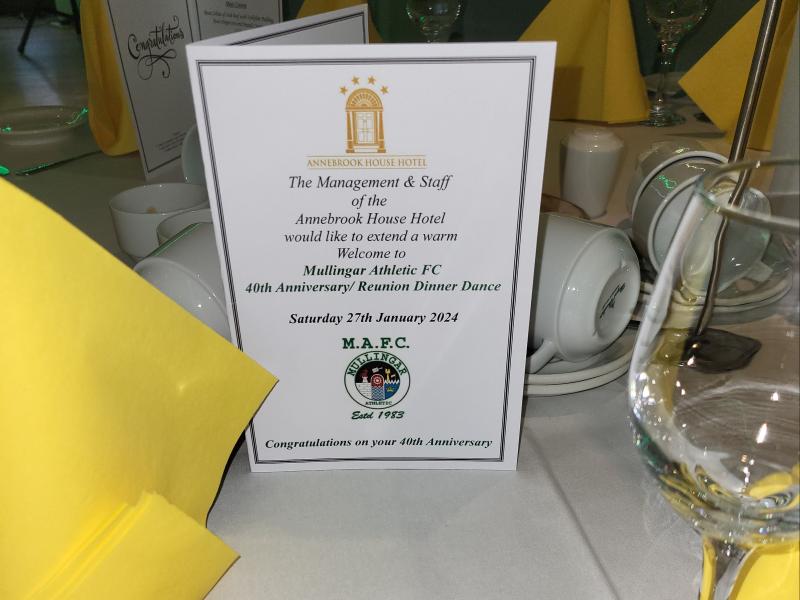 Congratulations
Main Course
ANNEBROOK HOUSE HOTEL
The Management & Staff
of the
Annebrook House Hotel
would like to extend a warm
Welcome to
Mullingar Athletic FC
40th Anniversary/ Reunion Dinner Dance
Saturday 27th January 2024
M.A.F.C.
MULLINGAR
ATHLETIC
Estd 1983
Congratulations on your 40th Anniversary